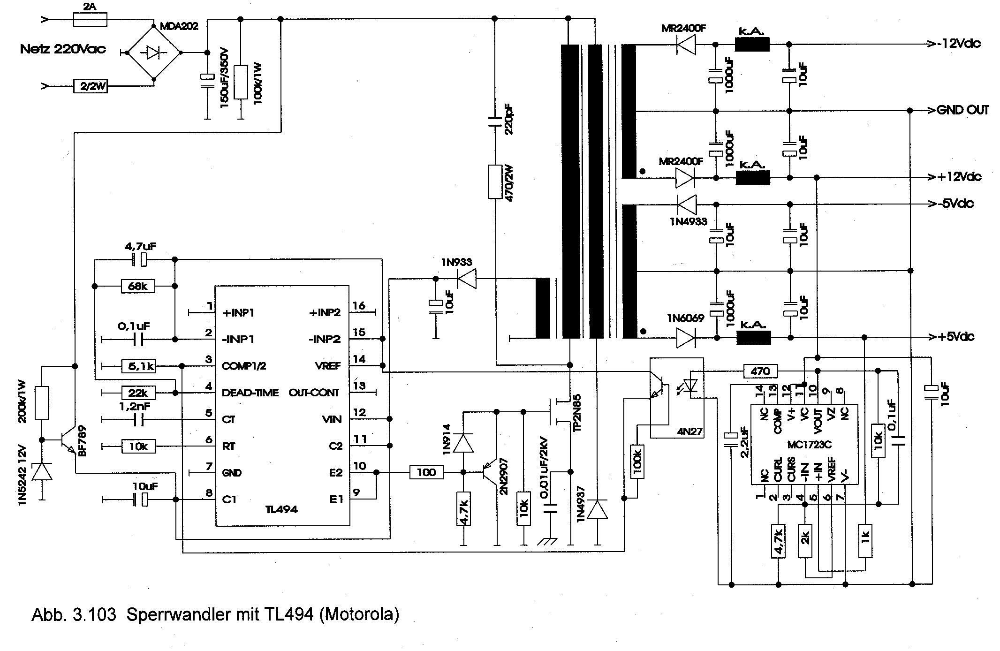 2A
MDA202
Netz 220Vac
2/2W
150uF/350V
100k/1W
220pF
470/2W
MR2400F
k.A.
-12Vdc
1000uF
10uF
GND OUT
1000uF
10uF
MR2400F
k.A.
+12Vdc
-5Vdc
1N4933
10uF
10uF
1000uF
10uF
1N6069
k.A.
+5Vdc
4,7uF
68k
0,1uF
5,1k
22k
1,2nF
10k
10uF
200k/1W
BF789
1N5242 12V
1N933
10uF
1 +INP1
2 -INP1
3 COMP1/2
4 DEAD-TIME
5 CT
6 RT
7 GND
8 C1
+INP2 16
-INP2 15
VREF 14
OUT-CONT 13
ViN 12
C2 11
E2 10
E1 9
TL494
100
1N914
4,7k
2N2907
10k
0,01uF/2kV
TP2N85
1N4937
4N27
100k
470
2,2uF
14 13 12 11 10 9 8
NC COMP V+ VC VOUT VZ NC
MC1723C
NC CURL CURS -IN +IN VREF V-
1 2 3 4 5 6 7
10k
0,1uF
10uF
4,7k
2k
1k
Abb. 3.103 Sperrwandler mit TL494 (Motorola)